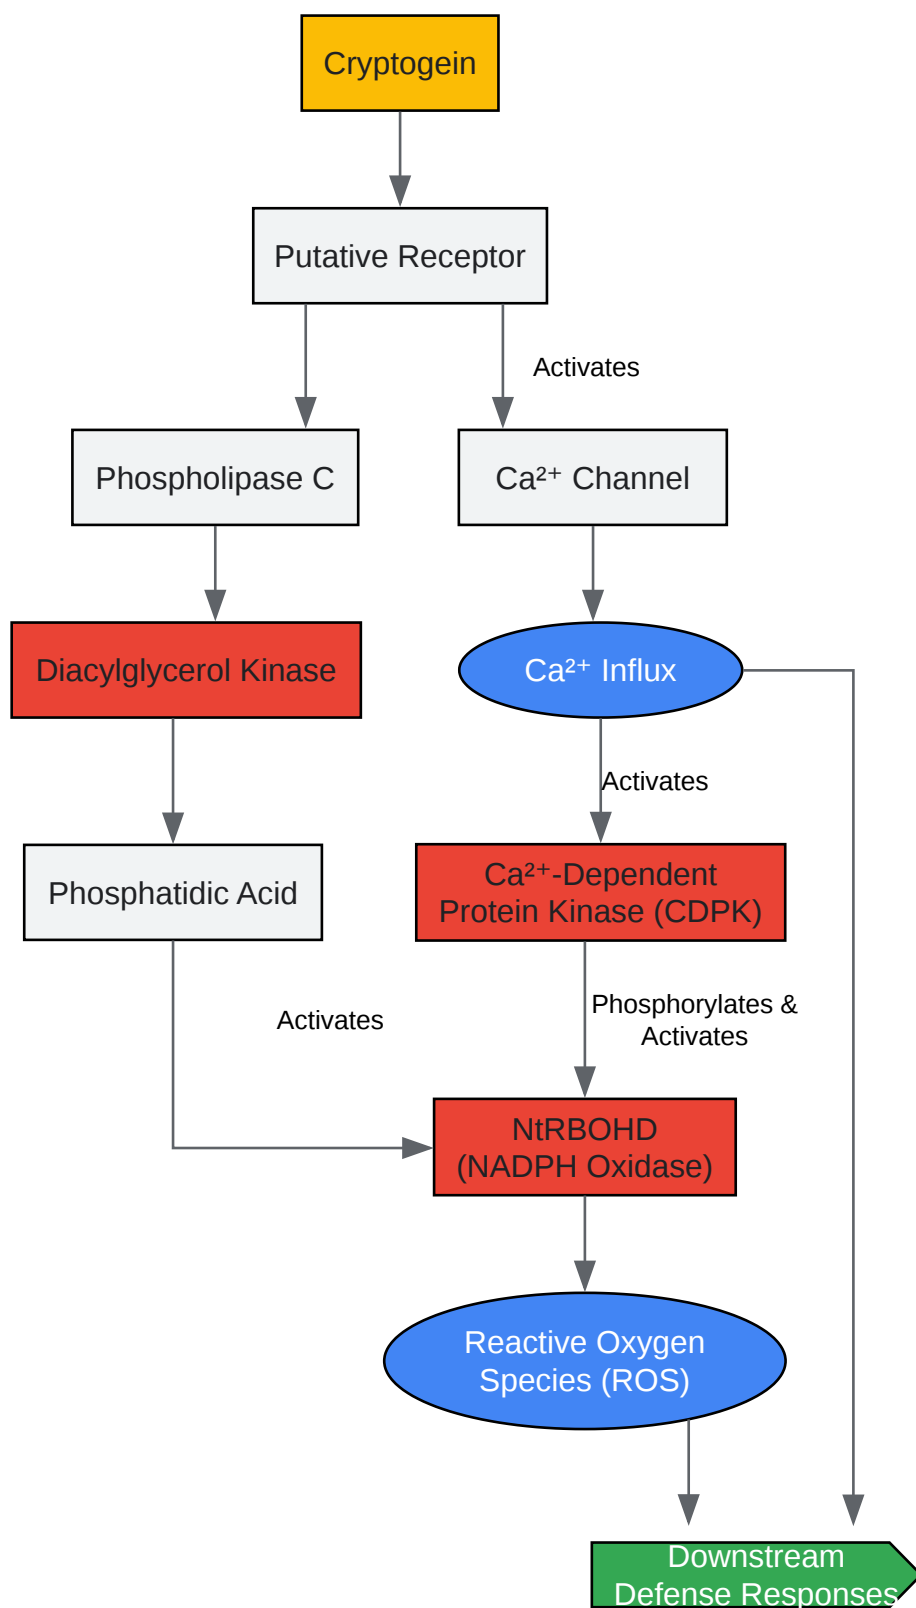 Cryptogein
Putative Receptor
Activates
Phospholipase C
Ca²⁺ Channel
Diacylglycerol Kinase
Ca²⁺ Influx
Activates
Phosphatidic Acid
Ca²⁺-Dependent
Protein Kinase (CDPK)
Activates
Phosphorylates &
Activates
NtRBOHD
(NADPH Oxidase)
Reactive Oxygen
Species (ROS)
Downstream
Defense Responses